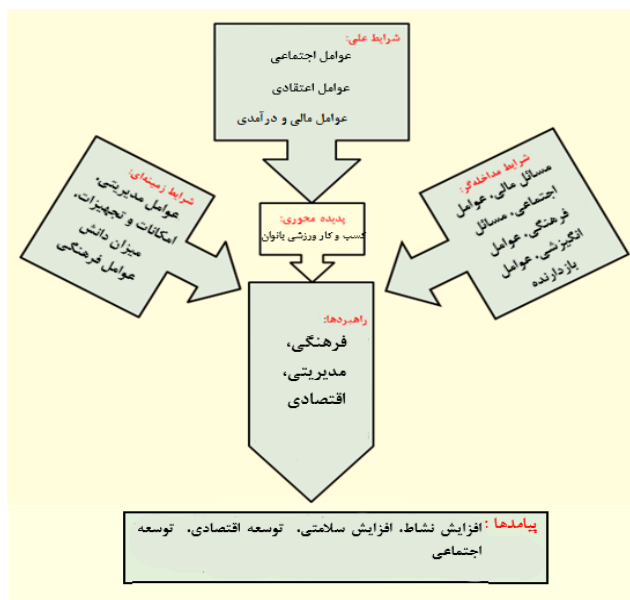 شرایط علی:
عوامل اجتماعی
عوامل اعتقادی
عوامل مالی و درآمدی
شرایط مداخله‌گر:
مسائل مالی، عوامل
اجتماعی، مسائل
فرهنگی، عوامل
انگیزشی، عوامل
بازدارنده
شرایط زمینه‌ای:
عوامل مدیریتی،
امکانات و تجهیزات،
میزان دانش
عوامل فرهنگی
پدیده محوری:
کسب و کار ورزشی بانوان
راهبردها:
فرهنگی،
مدیریتی،
اقتصادی
پیامدها: افزایش نشاط، افزایش سلامتی، توسعه اقتصادی، توسعه
اجتماعی